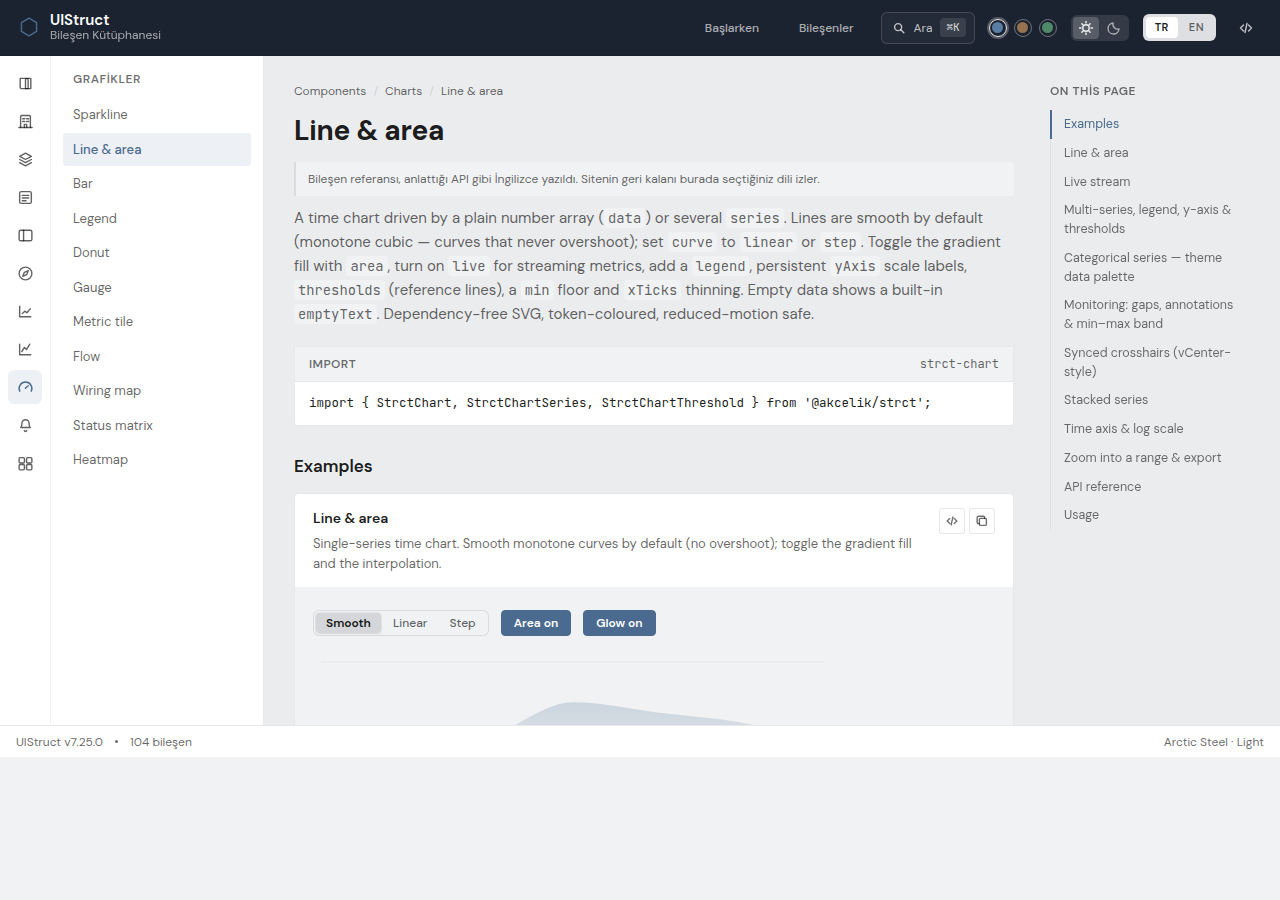 UIStruct
Bileşen Kütüphanesi
Başlarken
Bileşenler
Ara ⌘K
TR EN
GRAFİKLER
Sparkline
Line & area
Bar
Legend
Donut
Gauge
Metric tile
Flow
Wiring map
Status matrix
Heatmap
Components / Charts / Line & area
Line & area
Bileşen referansı, anlattığı API gibi İngilizce yazıldı. Sitenin geri kalanı burada seçtiğiniz dili izler.
A time chart driven by a plain number array ( data ) or several series . Lines are smooth by default
(monotone cubic — curves that never overshoot); set curve to linear or step . Toggle the gradient
fill with area , turn on live for streaming metrics, add a legend , persistent yAxis scale labels,
thresholds (reference lines), a min floor and xTicks thinning. Empty data shows a built-in
emptyText . Dependency-free SVG, token-coloured, reduced-motion safe.
IMPORT
strct-chart
import { StrctChart, StrctChartSeries, StrctChartThreshold } from '@akcelik/strct';
Examples
Line & area
Single-series time chart. Smooth monotone curves by default (no overshoot); toggle the gradient fill
and the interpolation.
Smooth Linear Step Area on Glow on
ON THİS PAGE
Examples
Line & area
Live stream
Multi-series, legend, y-axis &
thresholds
Categorical series — theme
data palette
Monitoring: gaps, annotations
& min–max band
Synced crosshairs (vCenter-
style)
Stacked series
Time axis & log scale
Zoom into a range & export
API reference
Usage
UIStruct v7.25.0 • 104 bileşen
Arctic Steel · Light